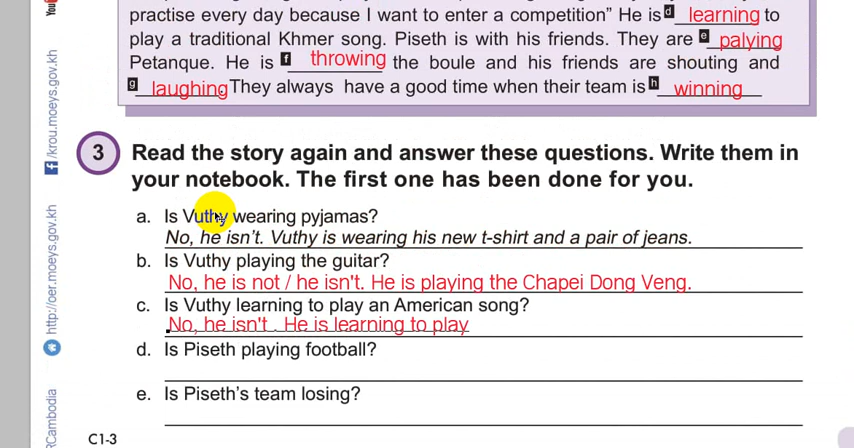 practise every day because I want to enter a competition" He is d learning to
play a traditional Khmer song. Piseth is with his friends. They are e palying
Petanque. He is f throwing the boule and his friends are shouting and
g laughing. They always have a good time when their team is h winning
3 Read the story again and answer these questions. Write them in
your notebook. The first one has been done for you.
a. Is Vuthy wearing pyjamas?
No, he isn't. Vuthy is wearing his new t-shirt and a pair of jeans.
b. Is Vuthy playing the guitar?
No, he is not / he isn't. He is playing the Chapei Dong Veng.
c. Is Vuthy learning to play an American song?
No, he isn't . He is learning to play
d. Is Piseth playing football?
e. Is Piseth's team losing?
C1-3
You
/krou.moeys.gov.kh
http://oer.moeys.gov.kh
RCambodia